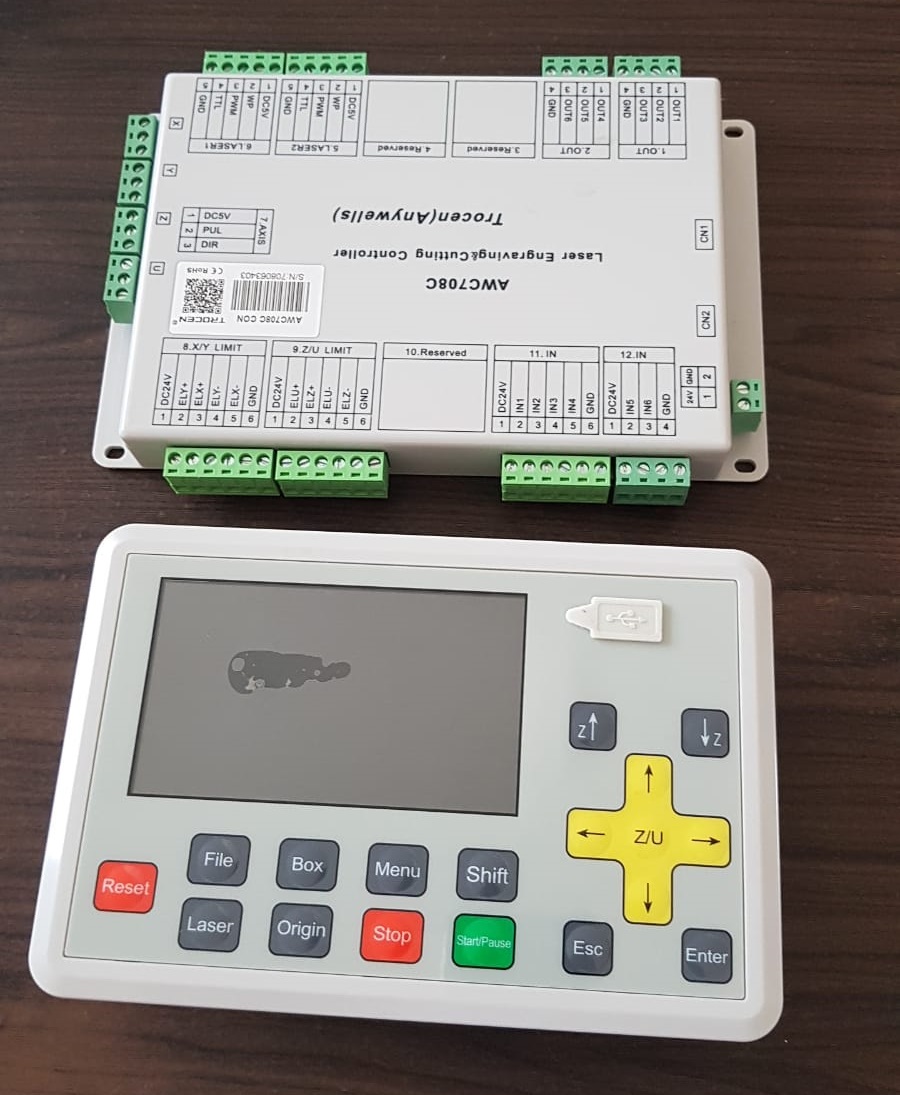 5 4 3 2 1
GND TTL PWM WP DC5V
6.LASER1
5 4 3 2 1
GND TTL PWM WP DC5V
5.LASER2
4.Reserved
3.Reserved
4 3 2 1
GND OUT6 OUT5 OUT4
2.OUT
4 3 2 1
GND OUT3 OUT2 OUT1
1.OUT
X
Y
Z
U
1 DC5V
2 PUL
3 DIR
7.AXIS
Trocen(Anywells)
Laser Engraving&Cutting Controller
AWC708C
CN1
CN2
CE RoHS
S/N:708063403
TROCEN®
AWC708C CON
8.X/Y LIMIT
DC24V ELY+ ELX+ ELY- ELX- GND
1 2 3 4 5 6
9.Z/U LIMIT
DC24V ELU+ ELZ+ ELU- ELZ- GND
1 2 3 4 5 6
10.Reserved
11. IN
DC24V IN1 IN2 IN3 IN4 GND
1 2 3 4 5 6
12.IN
DC24V IN5 IN6 GND
1 2 3 4
GND 2
24V 1
Z
Z
Z/U
File
Box
Menu
Shift
Reset
Laser
Origin
Stop
Start/Pause
Esc
Enter